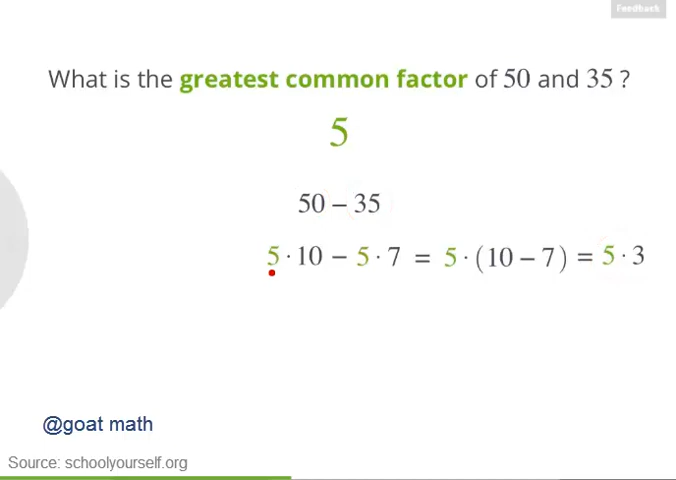 Feedback
What is the greatest common factor of 50 and 35 ?
5
50 – 35
5 · 10 – 5 · 7 = 5 · (10 – 7) = 5 · 3
@goat math
Source: schoolyourself.org